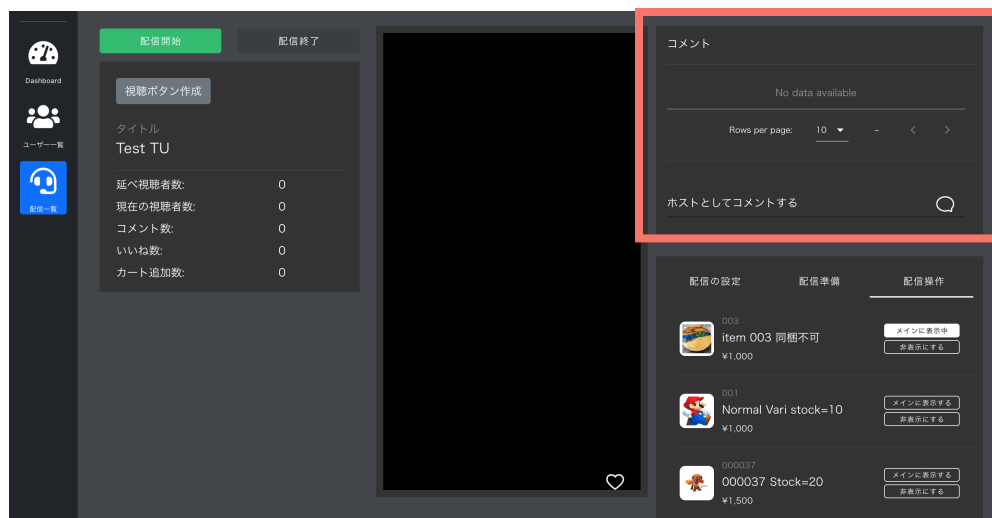 Dashboard
ユーザー一覧
配信一覧
配信開始
配信終了
視聴ボタン作成
タイトル
Test TU
延べ視聴者数: 0
現在の視聴者数: 0
コメント数: 0
いいね数: 0
カート追加数: 0
コメント
No data available
Rows per page: 10 –
ホストとしてコメントする
配信の設定
配信準備
配信操作
003
item 003 同梱不可
¥1,000
メインに表示中
非表示にする
001
Normal Vari stock=10
¥1,000
メインに表示する
非表示にする
000037
000037 Stock=20
¥1,500
メインに表示する
非表示にする